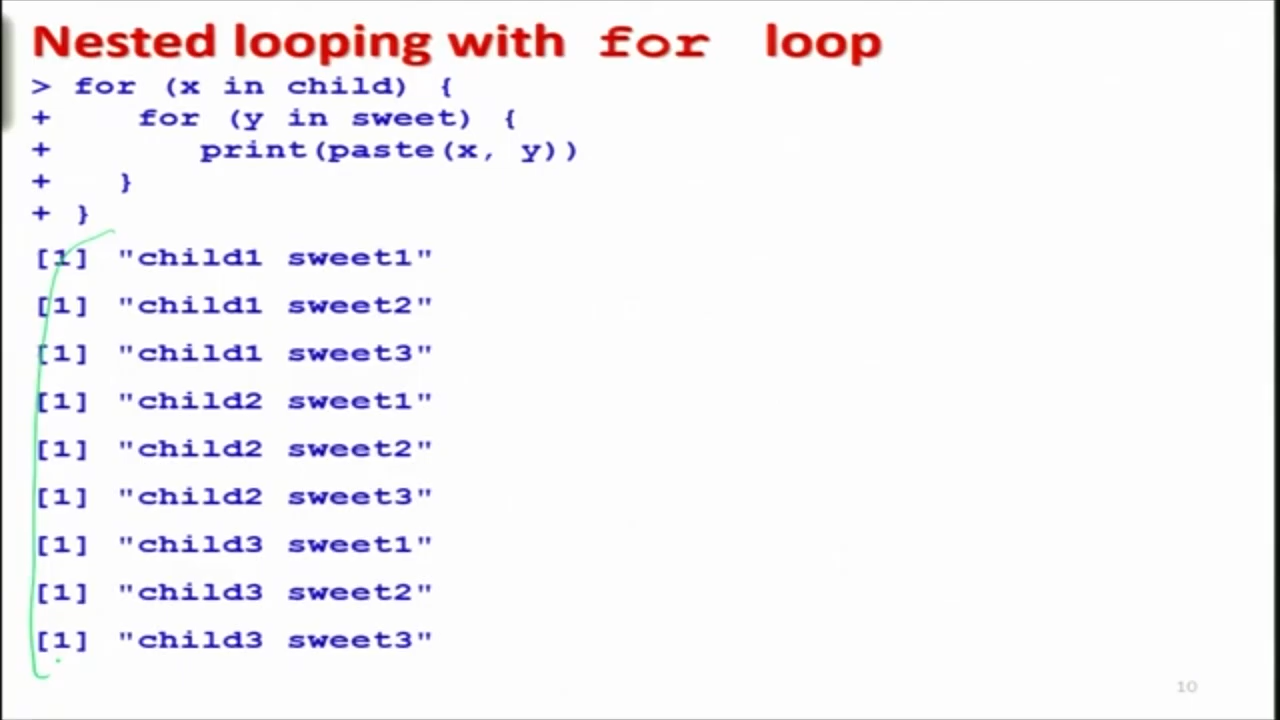 Nested looping with for loop
> for (x in child) {
+ for (y in sweet) {
+ print(paste(x, y))
+ }
+ }
[1] "child1 sweet1"
[1] "child1 sweet2"
[1] "child1 sweet3"
[1] "child2 sweet1"
[1] "child2 sweet2"
[1] "child2 sweet3"
[1] "child3 sweet1"
[1] "child3 sweet2"
[1] "child3 sweet3"
10